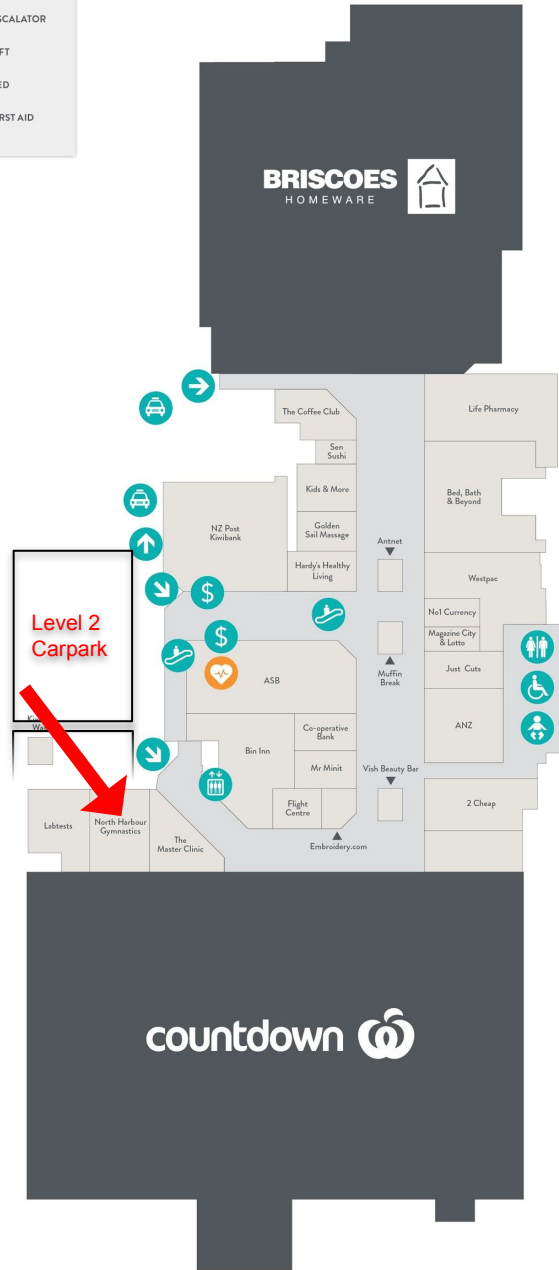 SCALATOR
FT
ED
RST AID
BRISCOES
HOMEWARE
The Coffee Club
Life Pharmacy
Sen
Sushi
Kids & More
Bed, Bath
& Beyond
NZ Post
Kiwibank
Golden
Sail Massage
Antnet
Hardy's Healthy
Living
Westpac
$
No1 Currency
Level 2
Carpark
$
Magazine City
& Lotto
Muffin
Break
Just Cuts
ASB
Co-operative
Bank
ANZ
Bin Inn
Mr Minit
Vish Beauty Bar
Flight
Centre
2 Cheap
Labtests
North Harbour
Gymnastics
The
Master Clinic
Embroidery.com
countdown